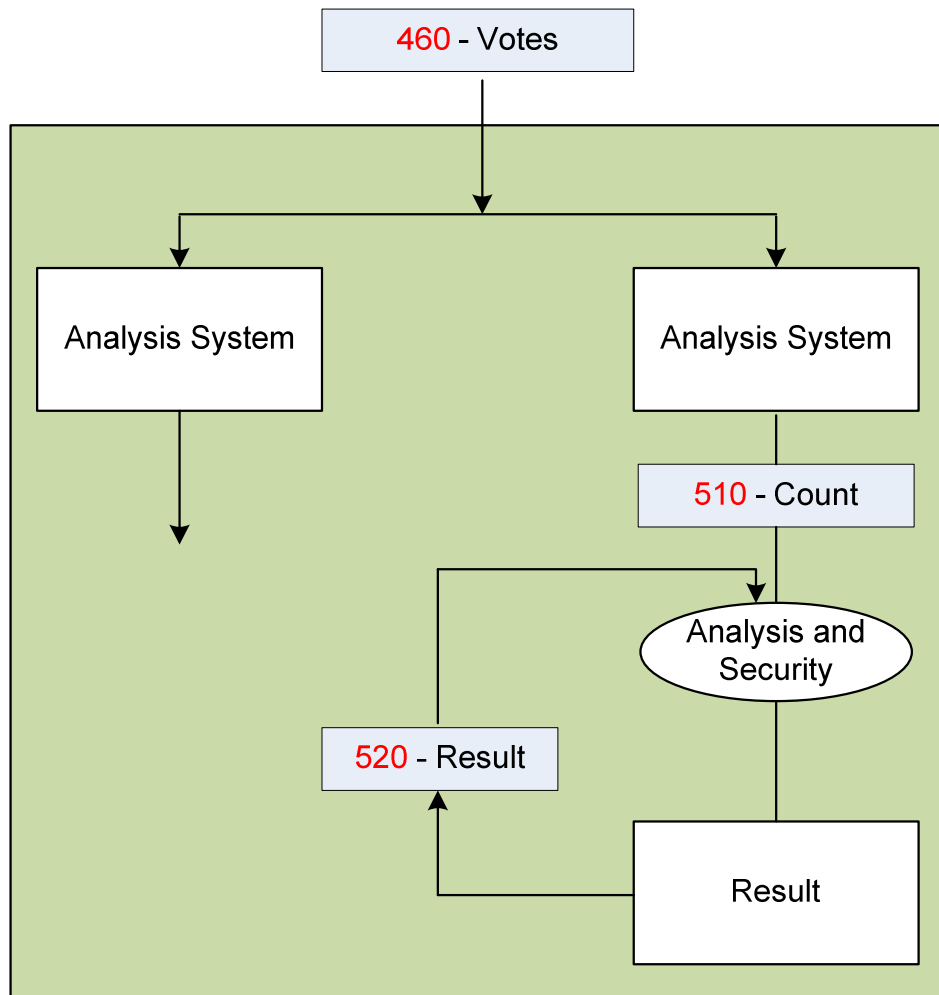 460 - Votes
Analysis System
Analysis System
510 - Count
Analysis and
Security
520 - Result
Result